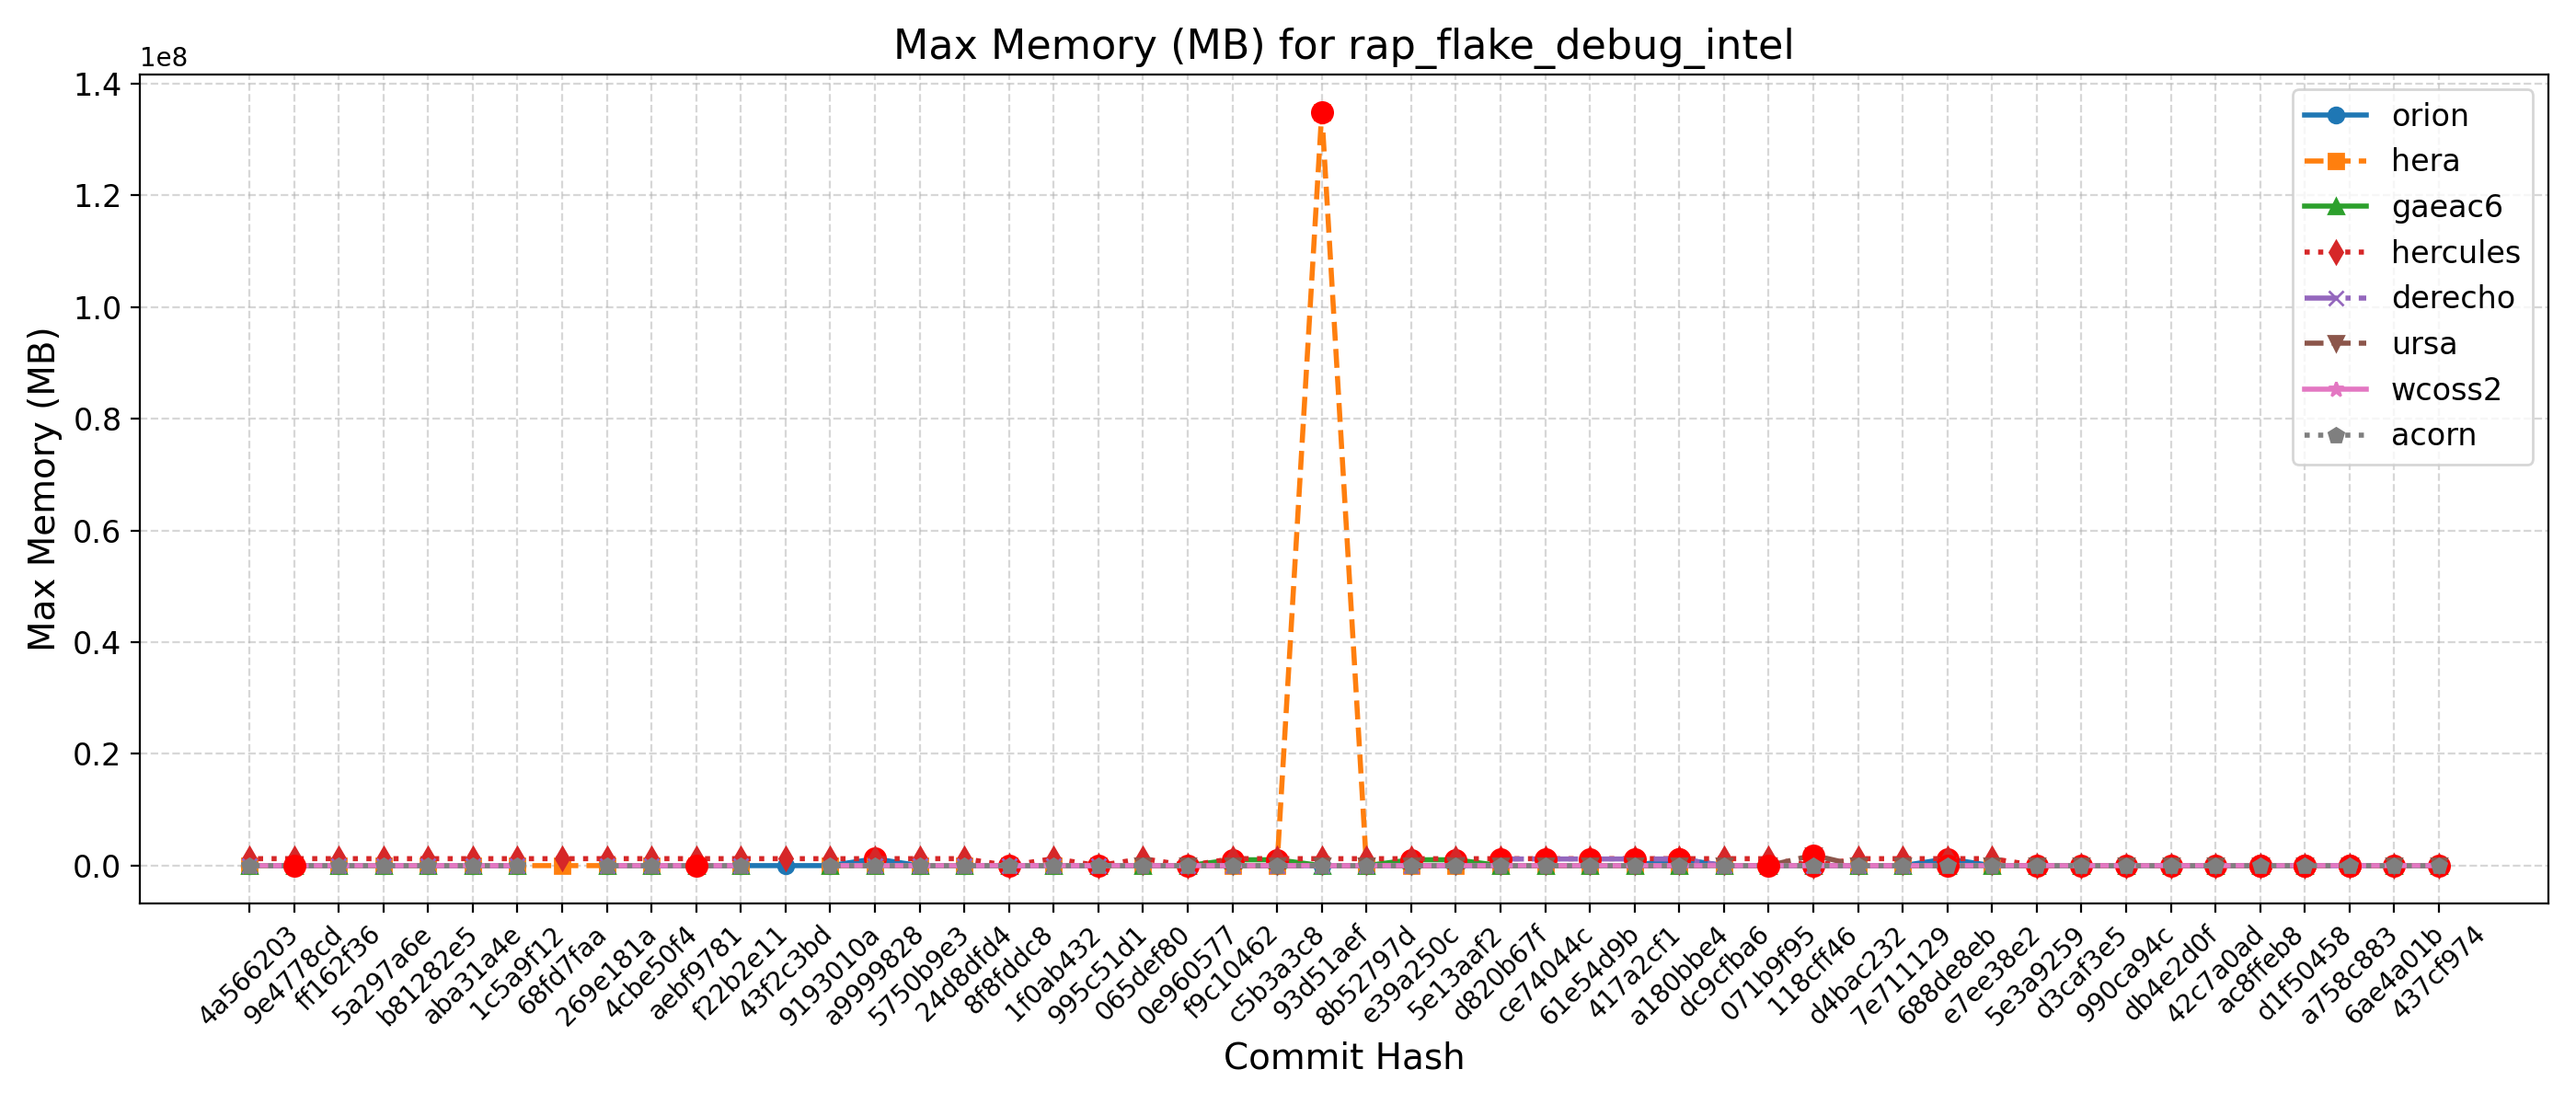 Max Memory (MB) for rap_flake_debug_intel
1e8
1.4
1.2
1.0
0.8
0.6
0.4
0.2
0.0
Max Memory (MB)
orion
hera
gaeac6
hercules
derecho
ursa
wcoss2
acorn
4a566203
9e4778cd
ff162f36
5a297a6e
b81282e5
aba31a4e
1c5a9f12
68fd7faa
269e181a
4cbe50f4
aebf9781
f22b2e11
43f2c3bd
9193010a
a9999828
5750b9e3
24d8dfd4
8f8fddc8
1f0ab432
995c51d1
065def80
0e960577
f9c10462
c5b3a3c8
93d51aef
8b52797d
e39a250c
5e13aaf2
d820b67f
ce74044c
61e54d9b
417a2cf1
a180bbe4
dc9cfba6
071b9f95
118cff46
d4bac232
7e711129
688de8eb
e7ee38e2
5e3a9259
d3caf3e5
990ca94c
db4e2d0f
42c7a0ad
ac8ffeb8
d1f50458
a758c883
6ae4a01b
437cf974
Commit Hash